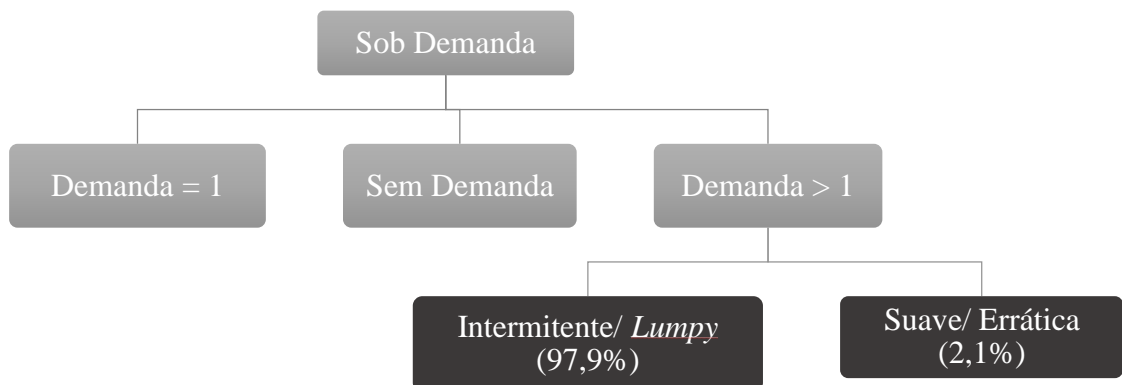 Sob Demanda
Demanda = 1
Sem Demanda
Demanda > 1
Intermitente/ Lumpy
(97,9%)
Suave/ Errática
(2,1%)